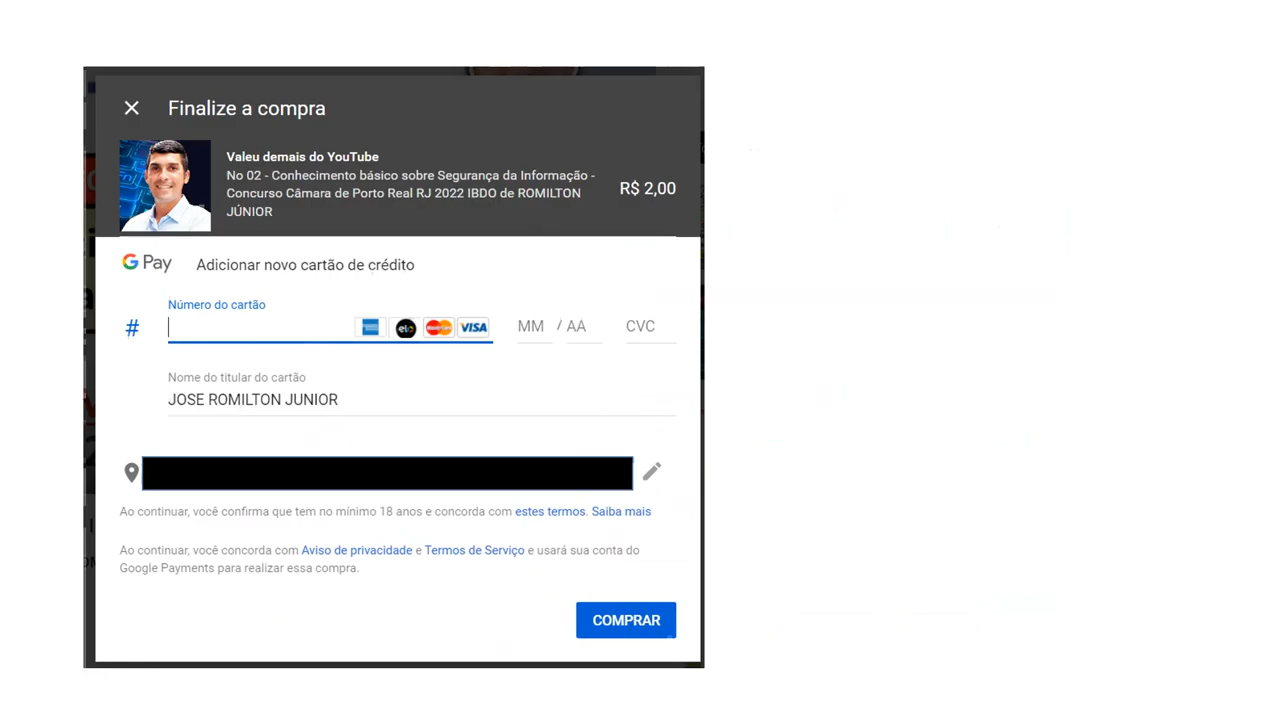 Finalize a compra
Valeu demais do YouTube
No 02 - Conhecimento básico sobre Segurança da Informação -
Concurso Câmara de Porto Real RJ 2022 IBDO de ROMILTON
JÚNIOR
R$ 2,00
G Pay Adicionar novo cartão de crédito
Número do cartão
# elo MasterCard VISA MM / AA CVC
Nome do titular do cartão
JOSE ROMILTON JUNIOR
Ao continuar, você confirma que tem no mínimo 18 anos e concorda com estes termos. Saiba mais
Ao continuar, você concorda com Aviso de privacidade e Termos de Serviço e usará sua conta do
Google Payments para realizar essa compra.
COMPRAR